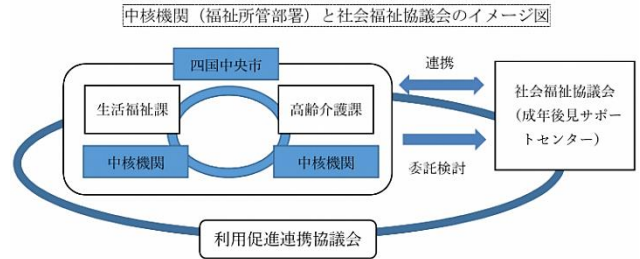 中核機関（福祉所管部署）と社会福祉協議会のイメージ図
四国中央市
生活福祉課
高齢介護課
中核機関
中核機関
連携
委託検討
社会福祉協議会
（成年後見サポー
トセンター）
利用促進連携協議会